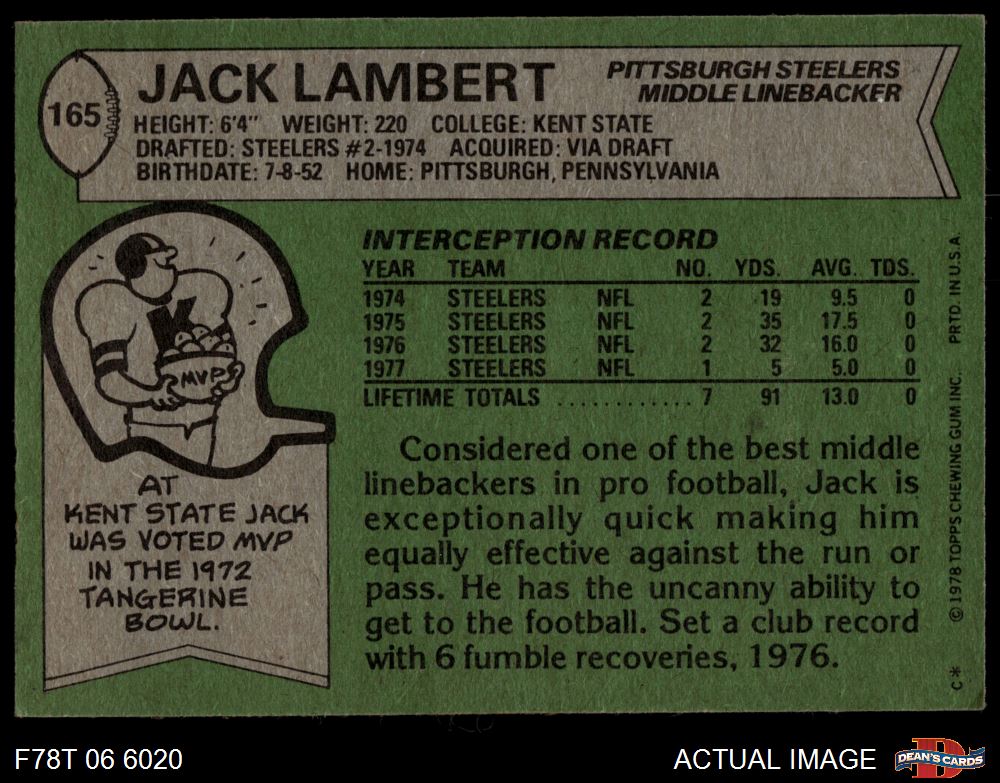 165
JACK LAMBERT
PITTSBURGH STEELERS
MIDDLE LINEBACKER
HEIGHT: 6'4" WEIGHT: 220 COLLEGE: KENT STATE
DRAFTED: STEELERS #2-1974 ACQUIRED: VIA DRAFT
BIRTHDATE: 7-8-52 HOME: PITTSBURGH, PENNSYLVANIA
K
MVP
AT
KENT STATE JACK
WAS VOTED MVP
IN THE 1972
TANGERINE
BOWL.
INTERCEPTION RECORD
YEAR TEAM NO. YDS. AVG. TDS.
1974 STEELERS NFL 2 19 9.5 0
1975 STEELERS NFL 2 35 17.5 0
1976 STEELERS NFL 2 32 16.0 0
1977 STEELERS NFL 1 5 5.0 0
LIFETIME TOTALS ............ 7 91 13.0 0
Considered one of the best middle
linebackers in pro football, Jack is
exceptionally quick making him
equally effective against the run or
pass. He has the uncanny ability to
get to the football. Set a club record
with 6 fumble recoveries, 1976.
C* © 1978 TOPPS CHEWING GUM INC. PRTD. IN U.S.A.
F78T 06 6020
ACTUAL IMAGE
D
DEAN'S CARDS